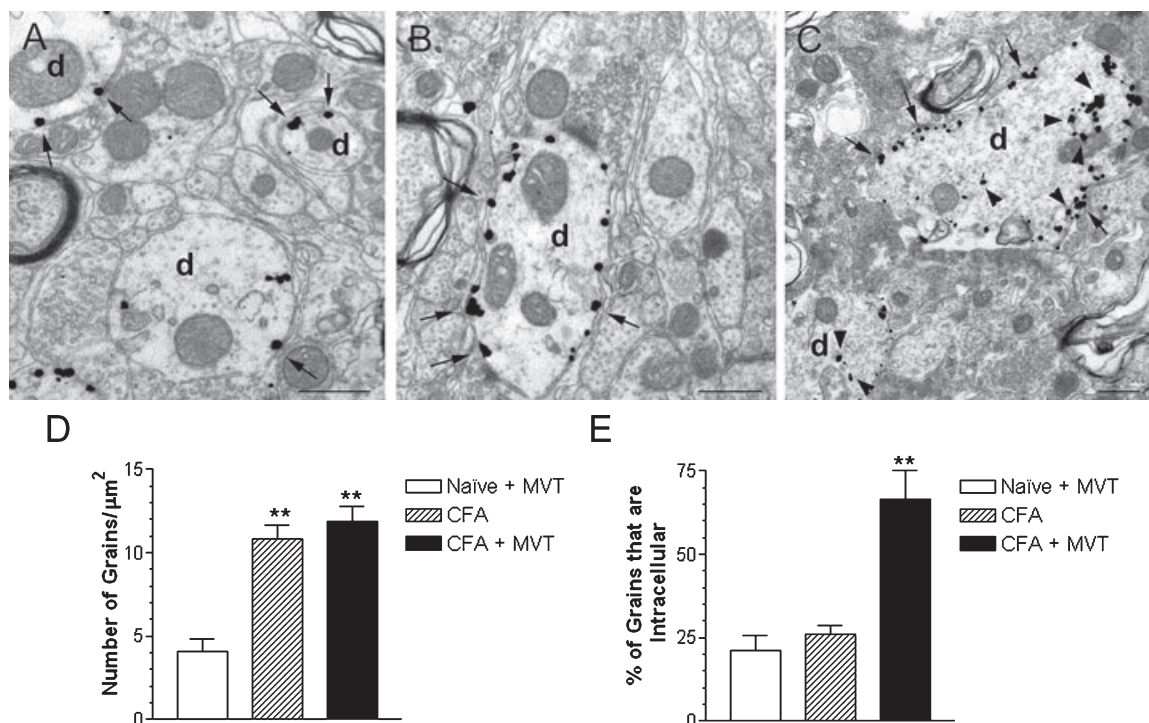 A
d
d
d
B
d
C
d
d
D
Number of Grains/μm²
15
10
5
0
**
**
Naïve + MVT
CFA
CFA + MVT
E
% of Grains that are
Intracellular
75
50
25
0
**
Naïve + MVT
CFA
CFA + MVT